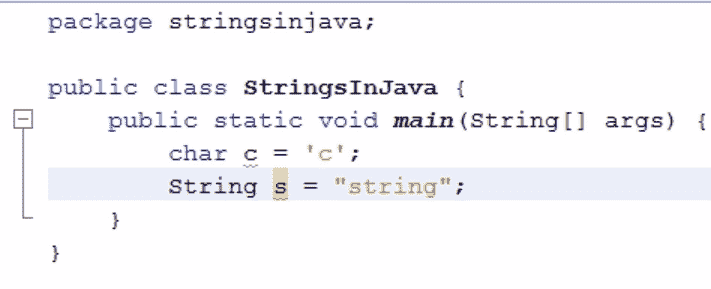 package stringsinjava;
public class StringsInJava {
public static void main(String[] args) {
char c = 'c';
String s = "string";
}
}